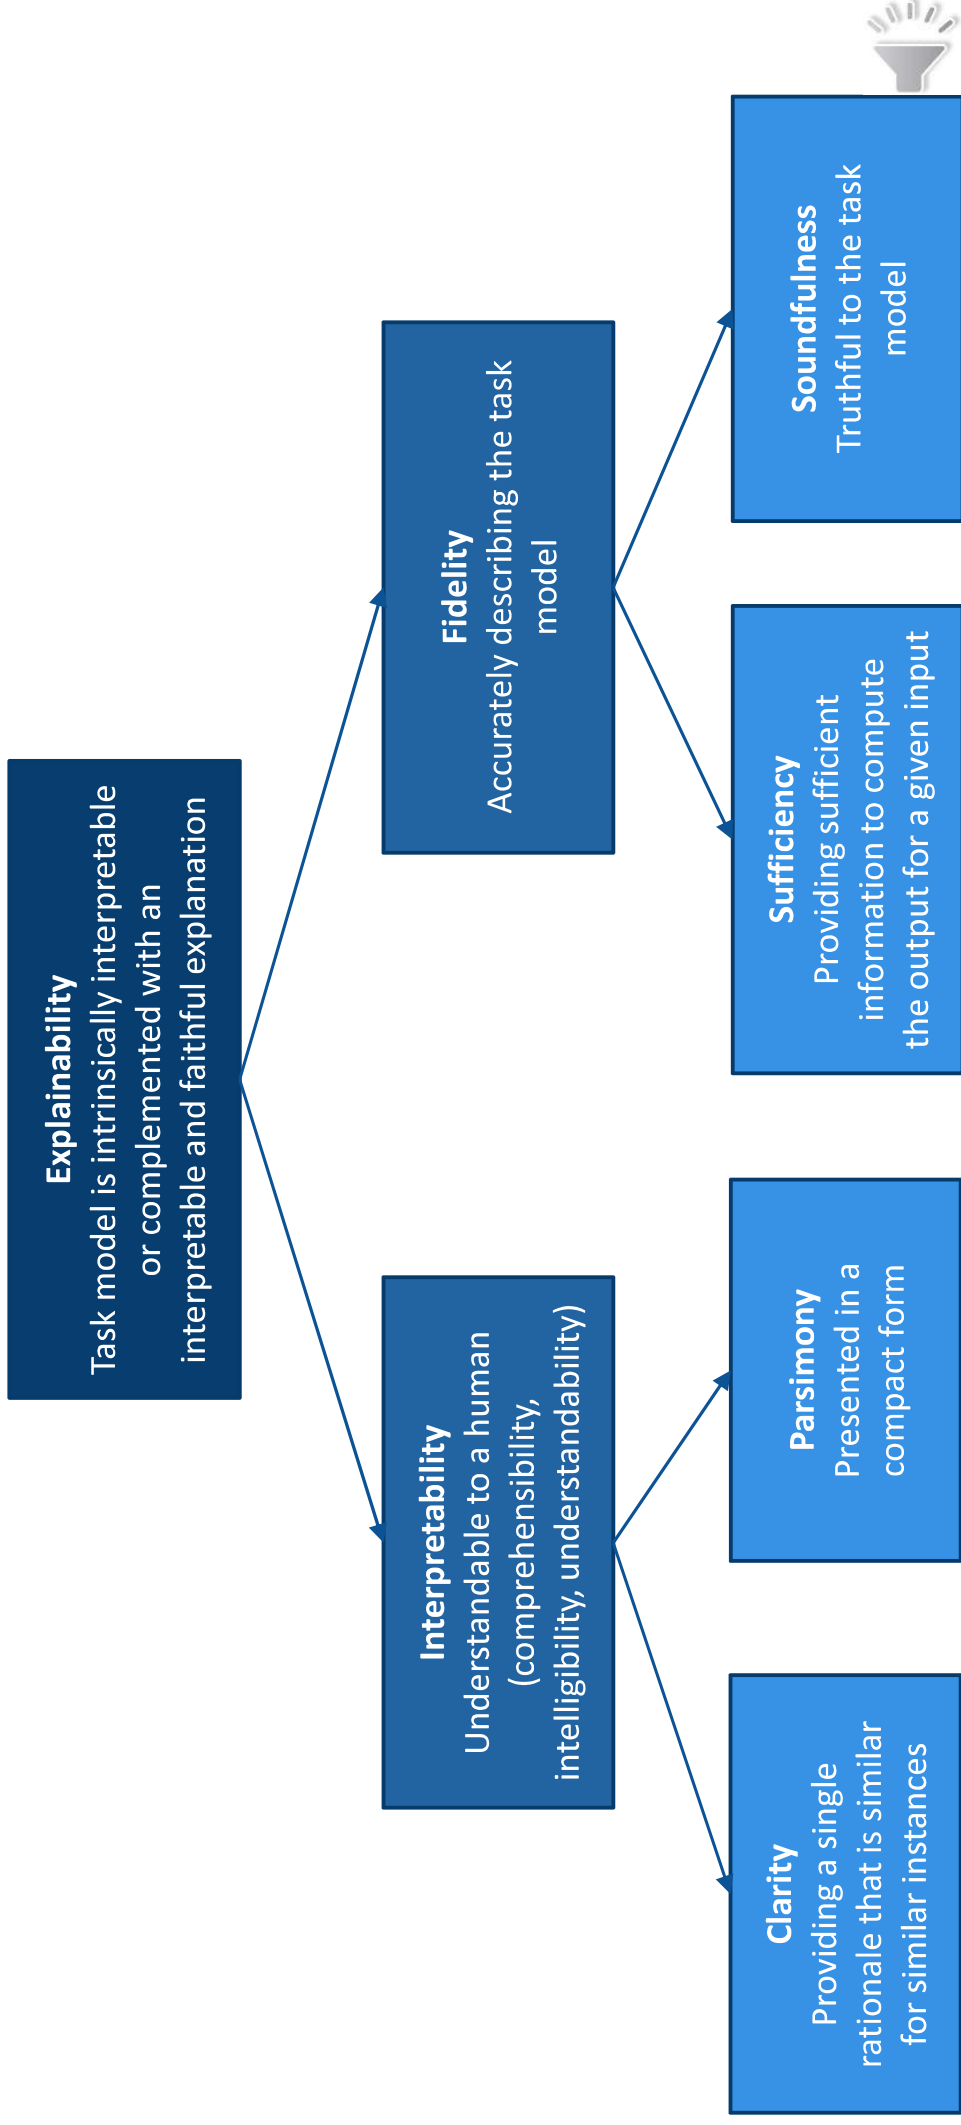 Explainability
Task model is intrinsically interpretable
or complemented with an
interpretable and faithful explanation
Interpretability
Understandable to a human
(comprehensibility,
intelligibility, understandability)
Fidelity
Accurately describing the task
model
Clarity
Providing a single
rationale that is similar
for similar instances
Parsimony
Presented in a
compact form
Sufficiency
Providing sufficient
information to compute
the output for a given input
Soundfulness
Truthful to the task
model